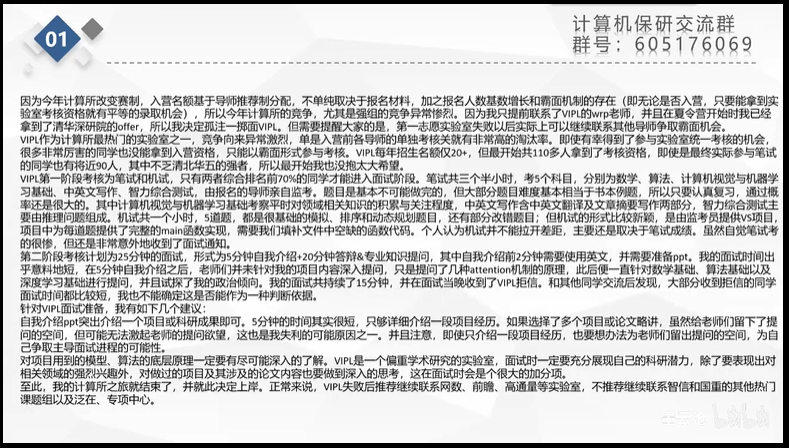 01
计算机保研交流群
群号：605176069
因为今年计算所改变赛制，入营名额基于导师推荐制分配，不单纯取决于报名材料，加之报名人数基数增长和霸面机制的存在（即无论是否入营，只要能拿到实
验室考核资格就有平等的录取机会），所以今年计算所的竞争，尤其是强组的竞争异常惨烈。因为我只提前联系了VIPL的wrp老师，并且在夏令营开始时我已经
拿到了清华深研院的offer，所以我决定孤注一掷面VIPL。但需要提醒大家的是，第一志愿实验室失败以后实际上可以继续联系其他导师争取霸面机会。
VIPL作为计算所最热门的实验室之一，竞争向来异常激烈，单是入营前各导师的单独考核关就有非常高的淘汰率。即使有幸得到了参与实验室统一考核的机会，
很多非常厉害的同学也没能拿到入营资格，只能以霸面形式参与考核。VIPL每年招生名额仅20+，但最开始共110多人拿到了考核资格，即使是最终实际参与笔试
的同学也有将近90人，其中不乏清北华五的强者，所以最开始我也没抱太大希望。
VIPL第一阶段考核为笔试和机试，只有两者综合排名前70%的同学才能进入面试阶段。笔试共三个半小时，考5个科目，分别为数学、算法、计算机视觉与机器学
习基础、中英文写作、智力综合测试，由报名的导师亲自监考。题目是基本不可能做完的，但大部分题目难度基本相当于书本例题，所以只要认真复习，通过概
率还是很大的。其中计算机视觉与机器学习基础考察平时对领域相关知识的积累与关注程度，中英文写作含中英文翻译及文章摘要写作两部分，智力综合测试主
要由推理问题组成。机试共一个小时，5道题，都是很基础的模拟、排序和动态规划题目，还有部分改错题目；但机试的形式比较新颖，是由监考员提供VS项目，
项目中为每道题提供了完整的main函数实现，需要我们填补文件中空缺的函数代码。个人认为机试并不能拉开差距，主要还是取决于笔试成绩。虽然自觉笔试考
的很惨，但还是非常意外地收到了面试通知。
第二阶段考核计划为25分钟的面试，形式为5分钟自我介绍+20分钟答辩&专业知识提问，其中自我介绍前2分钟需要使用英文，并需要准备ppt。我的面试时间出
乎意料地短，在5分钟自我介绍之后，老师们并未针对我的项目内容深入提问，只是提问了几种attention机制的原理，此后便一直针对数学基础、算法基础以及
深度学习基础进行提问，并且试探了我的政治倾向。我的面试共持续了15分钟，并在面试当晚收到了VIPL拒信。和其他同学交流后发现，大部分收到拒信的同学
面试时间都比较短，我也不能确定这是否能作为一种判断依据。
针对VIPL面试准备，我有如下几个建议：
自我介绍ppt突出介绍一个项目或科研成果即可。5分钟的时间其实很短，只够详细介绍一段项目经历。如果选择了多个项目或论文略讲，虽然给老师们留下了提
问的空间，但可能无法激起老师的提问欲望，这也是我失利的可能原因之一。并且注意，即使只介绍一段项目经历，也要想办法为老师们留出提问的空间，为自
己争取主导面试进程的可能性。
对项目用到的模型、算法的底层原理一定要有尽可能深入的了解。VIPL是一个偏重学术研究的实验室，面试时一定要充分展现自己的科研潜力，除了要表现出对
相关领域的强烈兴趣外，对做过的项目及其涉及的论文内容也要做到深入的思考，这在面试时会是个很大的加分项。
至此，我的计算所之旅就结束了，并就此决定上岸。正常来说，VIPL失败后推荐继续联系网数、前瞻、高通量等实验室，不推荐继续联系智信和国重的其他热门
课题组以及泛在、专项中心。
bilibili